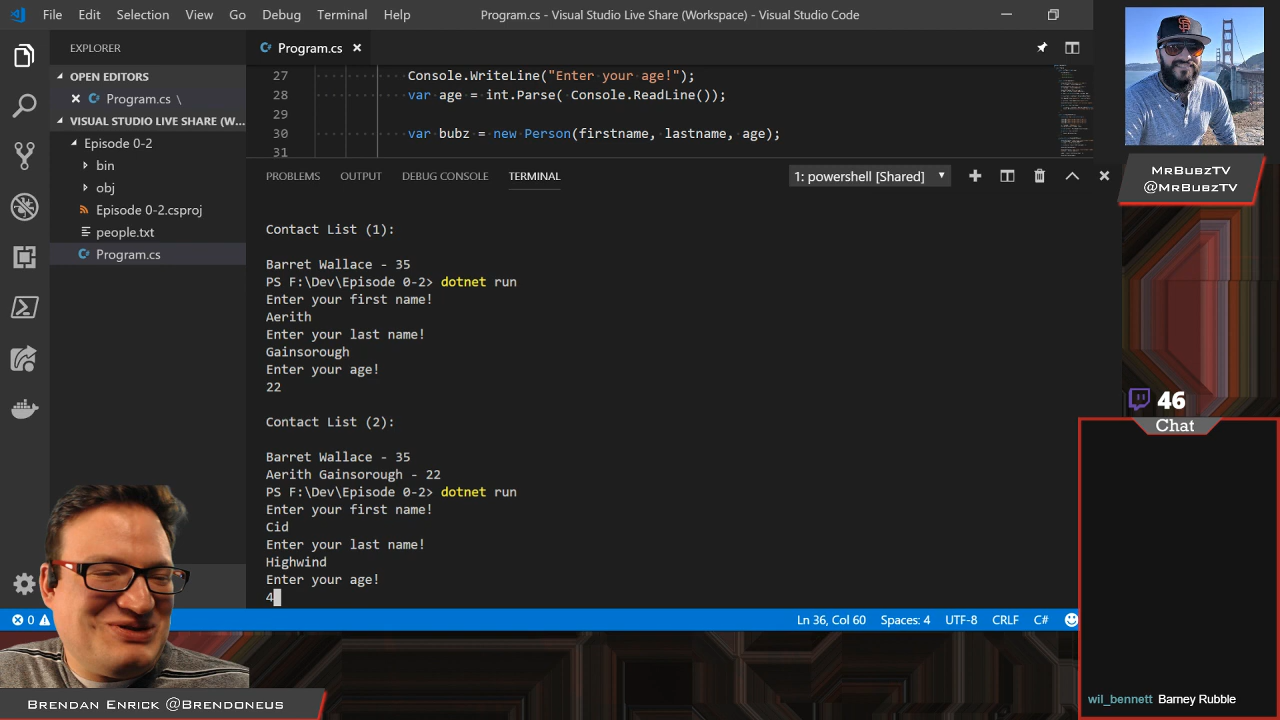 File Edit Selection View Go Debug Terminal Help
Program.cs - Visual Studio Live Share (Workspace) - Visual Studio Code
EXPLORER
OPEN EDITORS
Program.cs \
VISUAL STUDIO LIVE SHARE (W...
Episode 0-2
bin
obj
Episode 0-2.csproj
people.txt
Program.cs
Program.cs
27 Console.WriteLine("Enter your age!");
28 var age = int.Parse( Console.ReadLine());
29
30 var bubz = new Person(firstname, lastname, age);
31
PROBLEMS OUTPUT DEBUG CONSOLE TERMINAL
1: powershell [Shared]
Contact List (1):
Barret Wallace - 35
PS F:\Dev\Episode 0-2> dotnet run
Enter your first name!
Aerith
Enter your last name!
Gainsorough
Enter your age!
22
Contact List (2):
Barret Wallace - 35
Aerith Gainsorough - 22
PS F:\Dev\Episode 0-2> dotnet run
Enter your first name!
Cid
Enter your last name!
Highwind
Enter your age!
4
0
Ln 36, Col 60 Spaces: 4 UTF-8 CRLF C#
MrBubzTV
@MrBubzTV
46
Chat
wil_bennett Barney Rubble
Brendan Enrick @Brendoneus